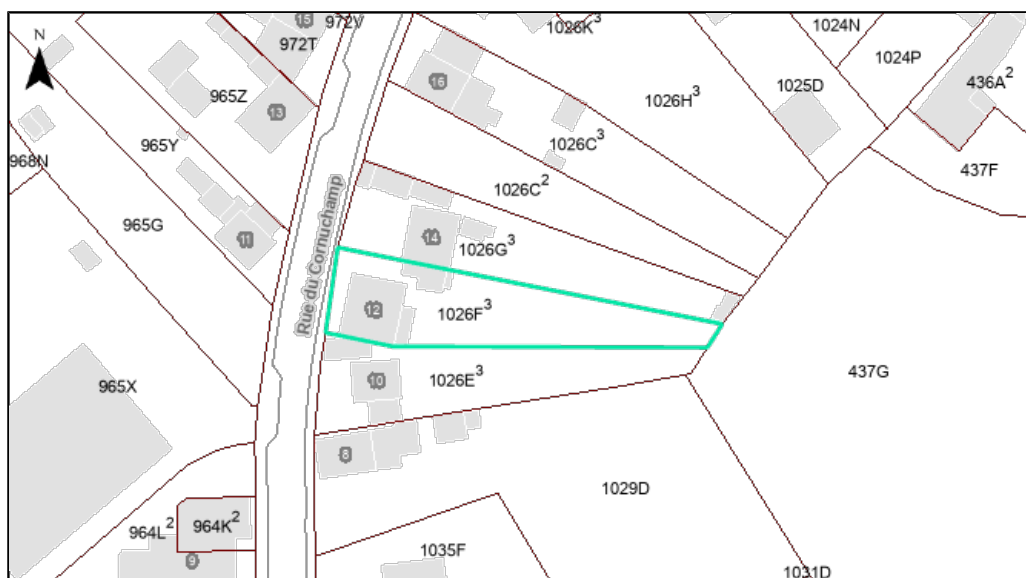 15
972V
1026K³
1024N
N
972T
1024P
16
1025D
436A²
965Z
1026H³
13
965Y
1026C³
968N
437F
1026C²
965G
11
14
1026G³
Rue du Cornuchamp
12
1026F³
965X
10
1026E³
437G
8
1029D
964L²
964K²
1035F
9
1031D